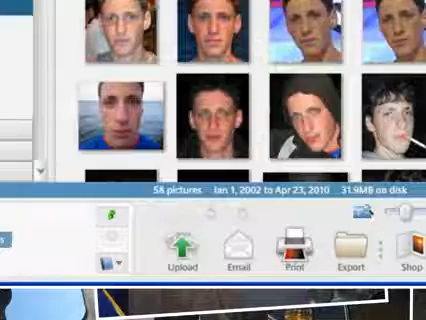 58 pictures Jan 1, 2002 to Apr 23, 2010 31.9MB on disk
Upload Email Print Export Shop